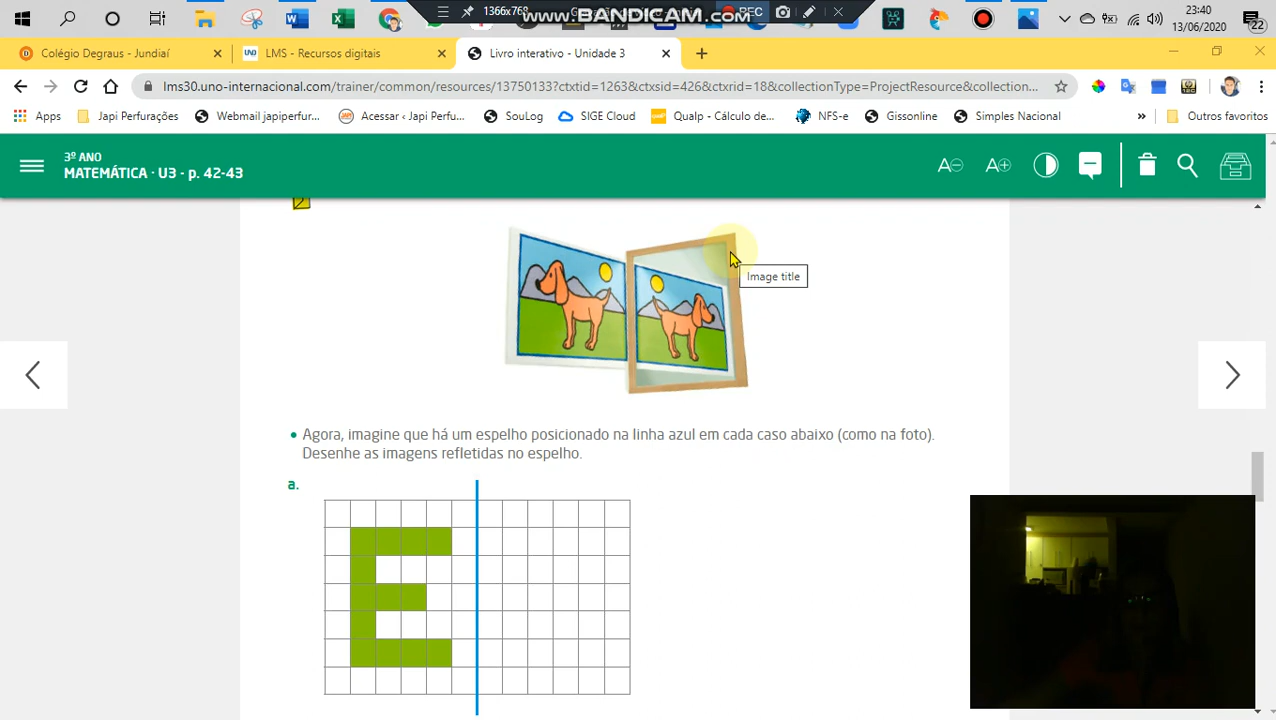 1366x768
REC
www.BANDICAM.com
20:40
13/06/2020
22
Colégio Degraus - Jundiaí
LMS - Recursos digitais
Livro interativo - Unidade 3
lms30.uno-internacional.com/trainer/common/resources/13750133?ctxtid=1263&ctxsid=426&ctxrid=18&collectionType=ProjectResource&collection...
Apps
Japi Perfurações
Webmail japiperfur...
Acessar ‹ Japi Perfu...
SouLog
SIGE Cloud
Qualp - Cálculo de...
NFS-e
Gissonline
Simples Nacional
»
Outros favoritos
3º ANO
MATEMÁTICA · U3 - p. 42-43
A
A
2
Image title
• Agora, imagine que há um espelho posicionado na linha azul em cada caso abaixo (como na foto).
Desenhe as imagens refletidas no espelho.
a.